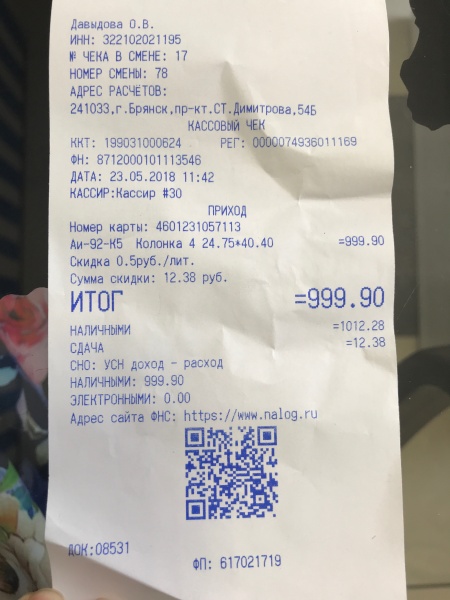 Давыдова О.В.
ИНН: 322102021195
№ ЧЕКА В СМЕНЕ: 17
НОМЕР СМЕНЫ: 78
АДРЕС РАСЧЕТОВ:
241033,г.Брянск,пр-кт.СТ.Димитрова,54Б
КАССОВЫЙ ЧЕК
ККТ: 199031000624 РЕГ: 0000074936011169
ФН: 8712000101113546
ДАТА: 23.05.2018 11:42
КАССИР:Кассир #30
ПРИХОД
Номер карты: 4601231057113
Аи-92-К5 Колонка 4 24.75*40.40 =999.90
Скидка 0.5руб./лит.
Сумма скидки: 12.38 руб.
ИТОГ =999.90
НАЛИЧНЫМИ =1012.28
СДАЧА =12.38
СНО: УСН доход - расход
НАЛИЧНЫМИ: 999.90
ЭЛЕКТРОННЫМИ: 0.00
Адрес сайта ФНС: https://www.nalog.ru
ДОК:08531
ФП: 617021719